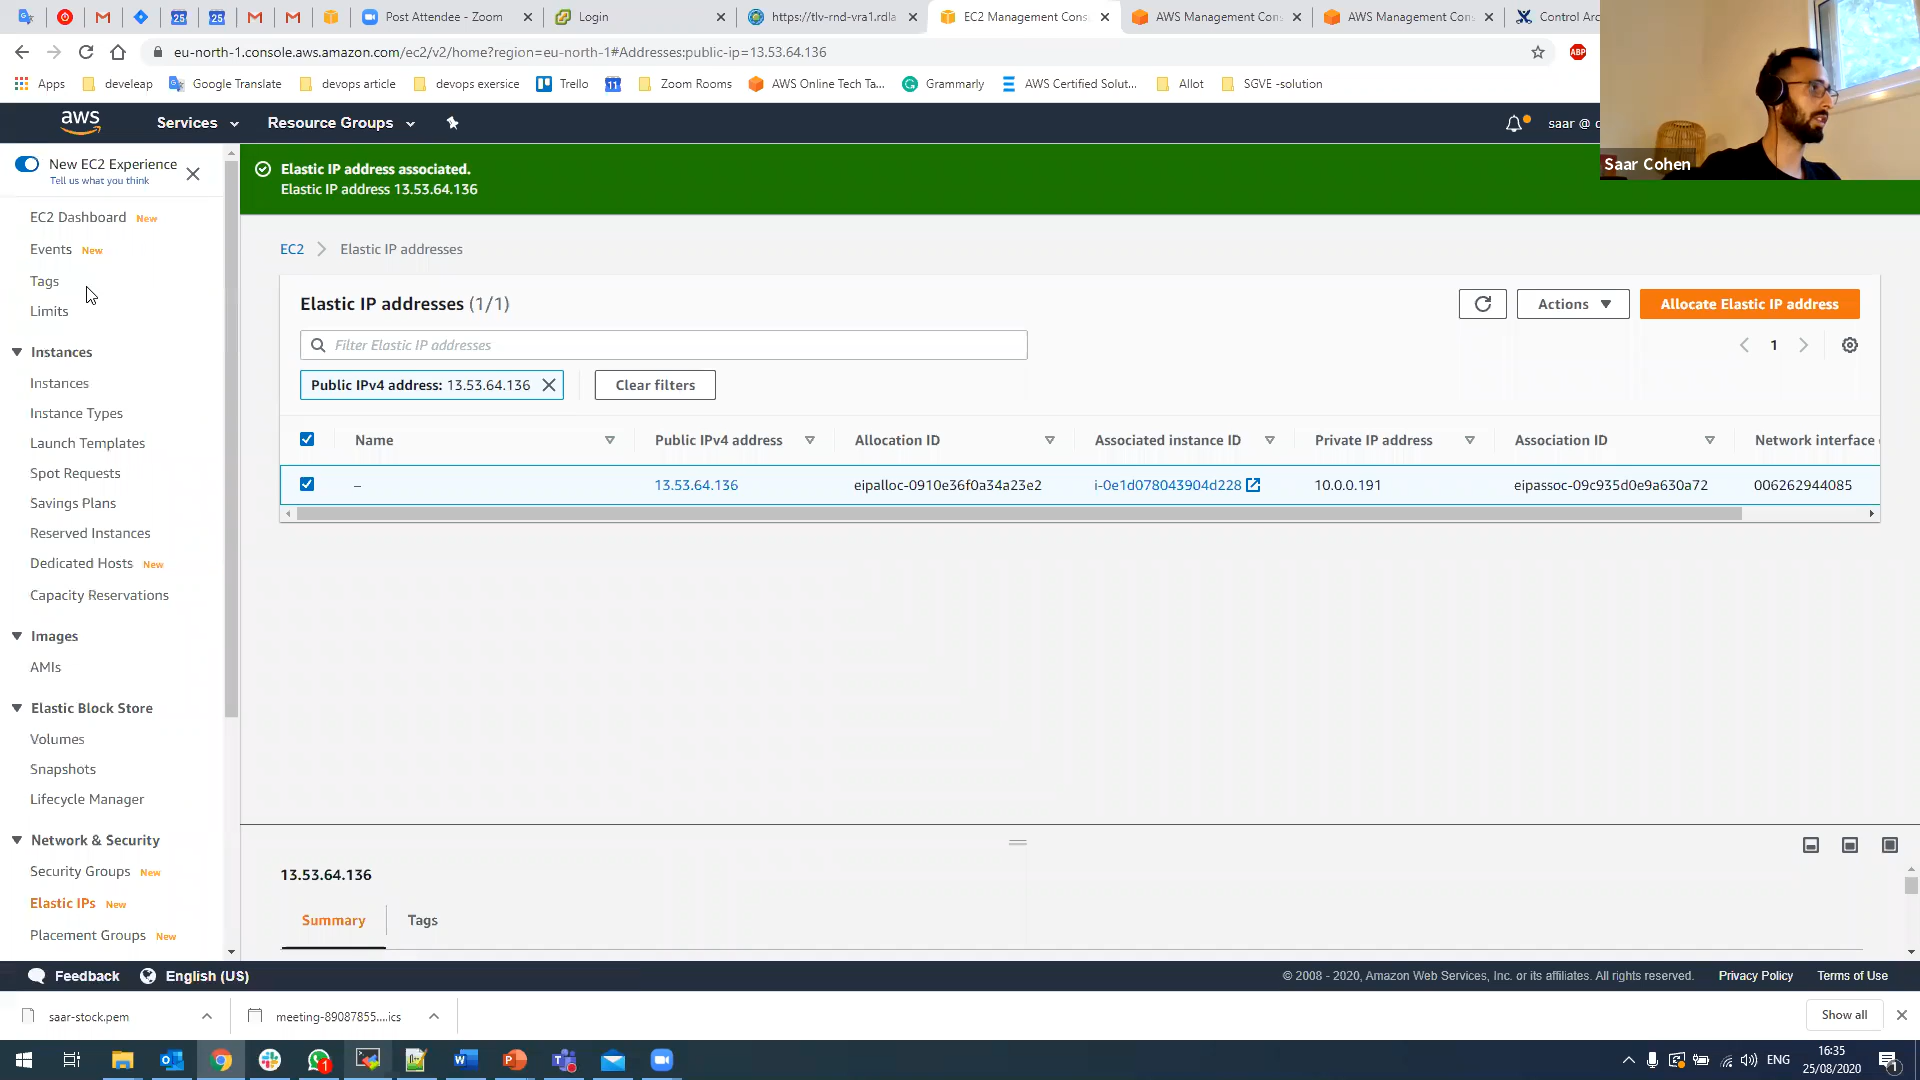 Post Attendee - Zoom
Login
https://tlv-rnd-vra1.rdla
EC2 Management Cons
AWS Management Con
AWS Management Con
Control Arc
eu-north-1.console.aws.amazon.com/ec2/v2/home?region=eu-north-1#Addresses:public-ip=13.53.64.136
ABP
Apps
develeap
Google Translate
devops article
devops exersice
Trello
11
Zoom Rooms
AWS Online Tech Ta...
Grammarly
AWS Certified Solut...
Allot
SGVE -solution
aws
Services
Resource Groups
saar @ c
Saar Cohen
New EC2 Experience
Tell us what you think
Elastic IP address associated.
Elastic IP address 13.53.64.136
EC2 Dashboard New
Events New
Tags
Limits
Instances
Instances
Instance Types
Launch Templates
Spot Requests
Savings Plans
Reserved Instances
Dedicated Hosts New
Capacity Reservations
Images
AMIs
Elastic Block Store
Volumes
Snapshots
Lifecycle Manager
Network & Security
Security Groups New
Elastic IPs New
Placement Groups New
EC2 > Elastic IP addresses
Elastic IP addresses (1/1)
Actions
Allocate Elastic IP address
Filter Elastic IP addresses
1
Public IPv4 address: 13.53.64.136
Clear filters
Name Public IPv4 address Allocation ID Associated instance ID Private IP address Association ID Network interface
– 13.53.64.136 eipalloc-0910e36f0a34a23e2 i-0e1d078043904d228 10.0.0.191 eipassoc-09c935d0e9a630a72 006262944085
13.53.64.136
Summary
Tags
Feedback
English (US)
© 2008 - 2020, Amazon Web Services, Inc. or its affiliates. All rights reserved.
Privacy Policy
Terms of Use
saar-stock.pem
meeting-89087855....ics
Show all
ENG
16:35
25/08/2020